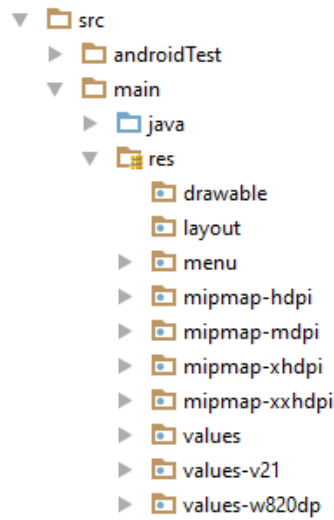 src
androidTest
main
java
res
drawable
layout
menu
mipmap-hdpi
mipmap-mdpi
mipmap-xhdpi
mipmap-xxhdpi
values
values-v21
values-w820dp